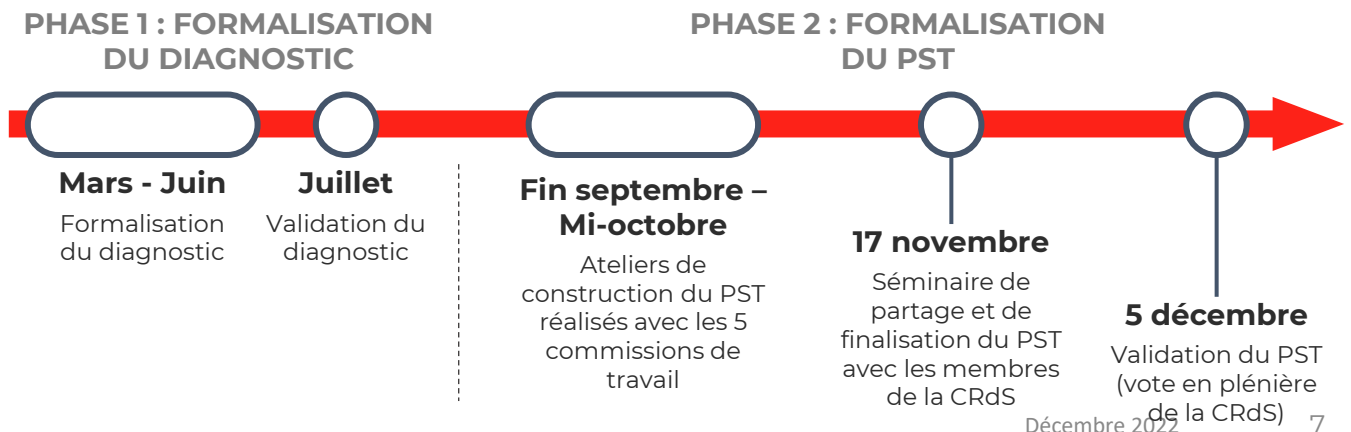 PHASE 1 : FORMALISATION
DU DIAGNOSTIC
PHASE 2 : FORMALISATION
DU PST
Mars - Juin
Formalisation
du diagnostic
Juillet
Validation du
diagnostic
Fin septembre –
Mi-octobre
Ateliers de
construction du PST
réalisés avec les 5
commissions de
travail
17 novembre
Séminaire de
partage et de
finalisation du PST
avec les membres
de la CRdS
5 décembre
Validation du PST
(vote en plénière
de la CRdS)
Décembre 2022
7